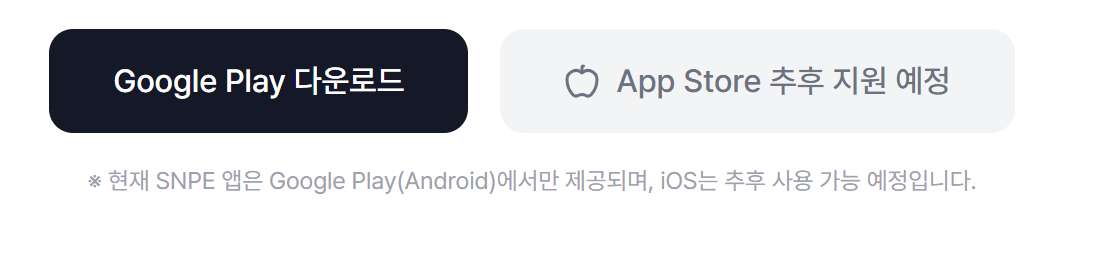 Google Play 다운로드
App Store 추후 지원 예정
※ 현재 SNPE 앱은 Google Play(Android)에서만 제공되며, iOS는 추후 사용 가능 예정입니다.